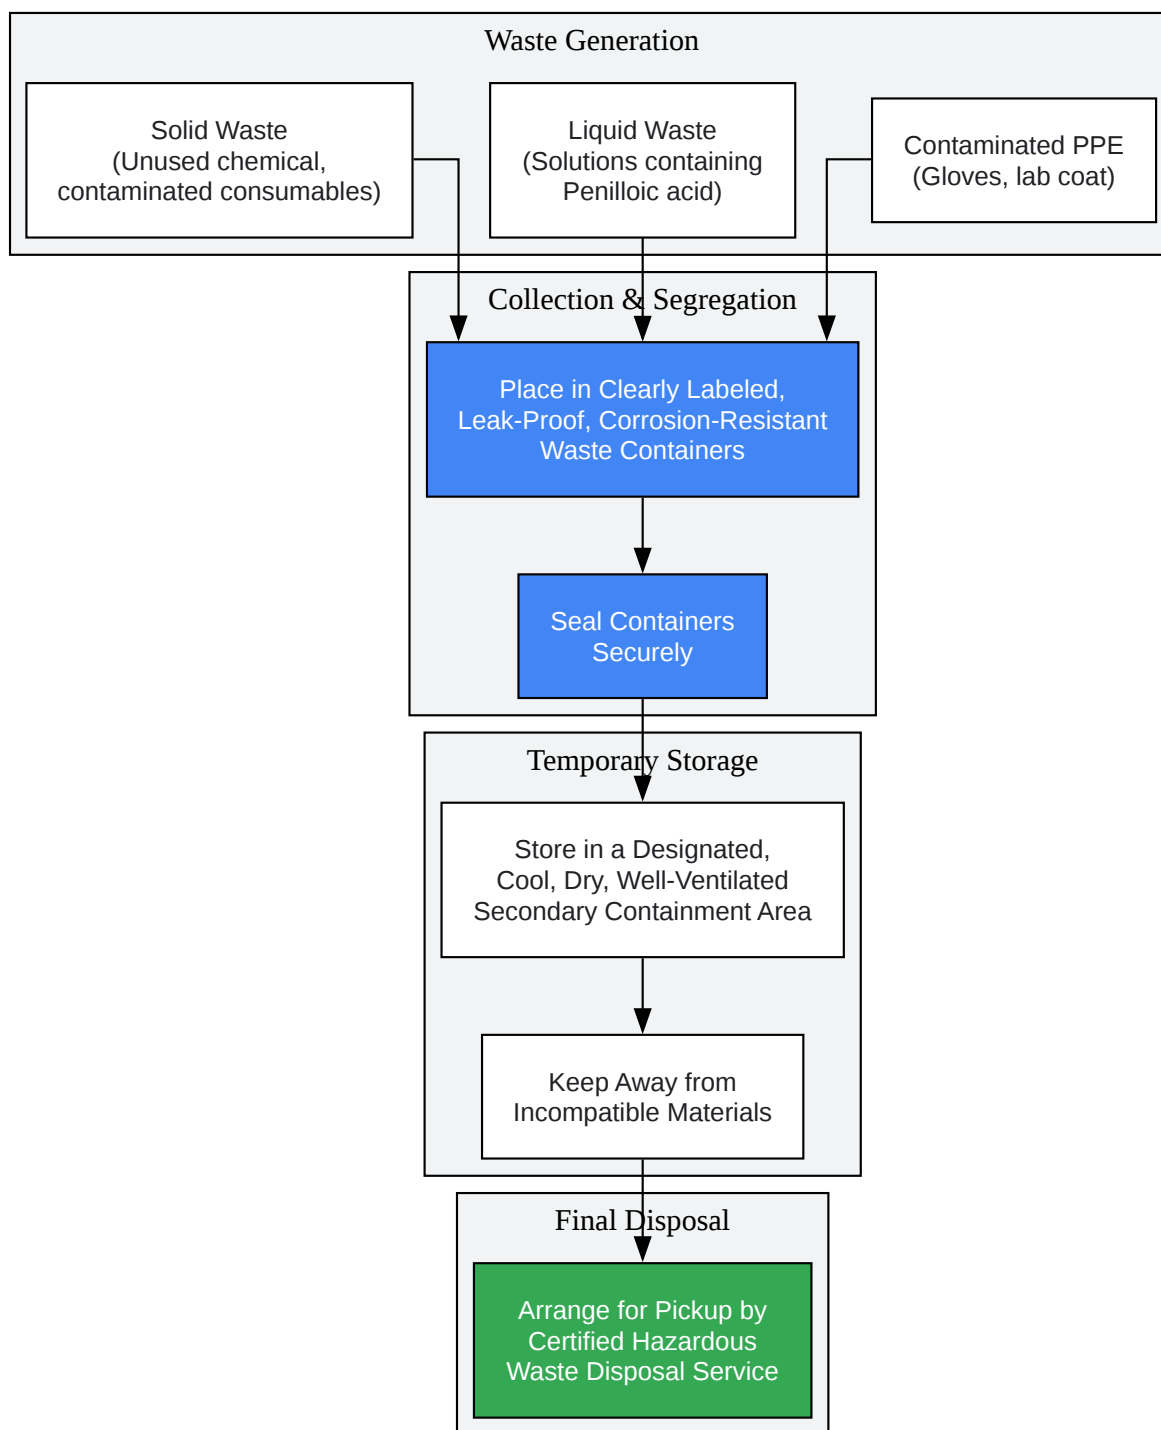 Waste Generation
Solid Waste
(Unused chemical,
contaminated consumables)
Liquid Waste
(Solutions containing
Penilloic acid)
Contaminated PPE
(Gloves, lab coat)
Collection & Segregation
Place in Clearly Labeled,
Leak-Proof, Corrosion-Resistant
Waste Containers
Seal Containers
Securely
Temporary Storage
Store in a Designated,
Cool, Dry, Well-Ventilated
Secondary Containment Area
Keep Away from
Incompatible Materials
Final Disposal
Arrange for Pickup by
Certified Hazardous
Waste Disposal Service